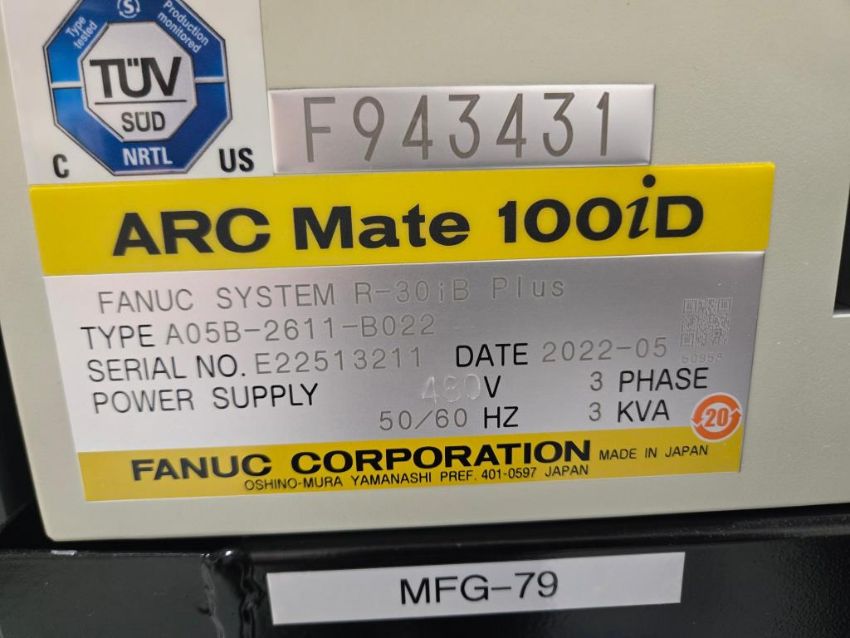 Type tested
Production monitored
TÜV
SÜD
C NRTL US
F943431
ARC Mate 100iD
FANUC SYSTEM R-30iB Plus
TYPE A05B-2611-B022
SERIAL NO. E22513211 DATE 2022-05
POWER SUPPLY 480V 3 PHASE
50/60 HZ 3 KVA
20
FANUC CORPORATION MADE IN JAPAN
OSHINO-MURA YAMANASHI PREF. 401-0597 JAPAN
MFG-79